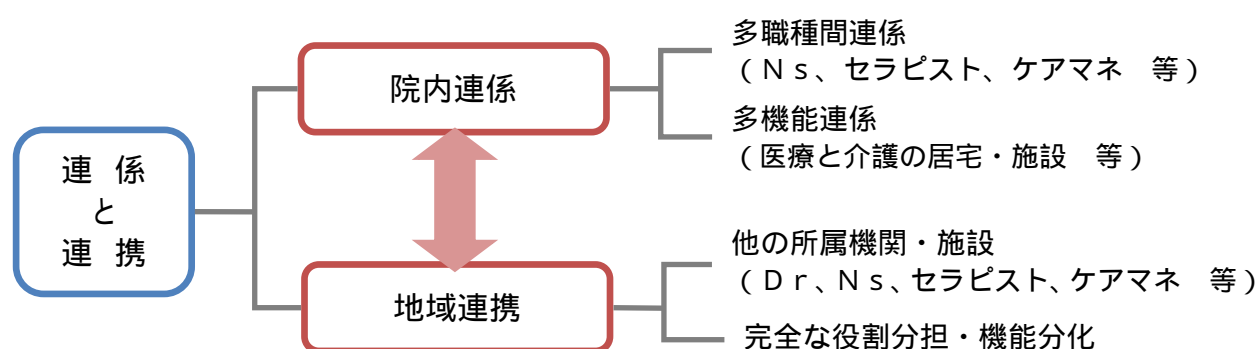 連 係
と
連 携
院内連係
多職種間連係
(Ns、セラピスト、ケアマネ 等)
多機能連係
(医療と介護の居宅・施設 等)
地域連携
他の所属機関・施設
(Dr、Ns、セラピスト、ケアマネ 等)
完全な役割分担・機能分化